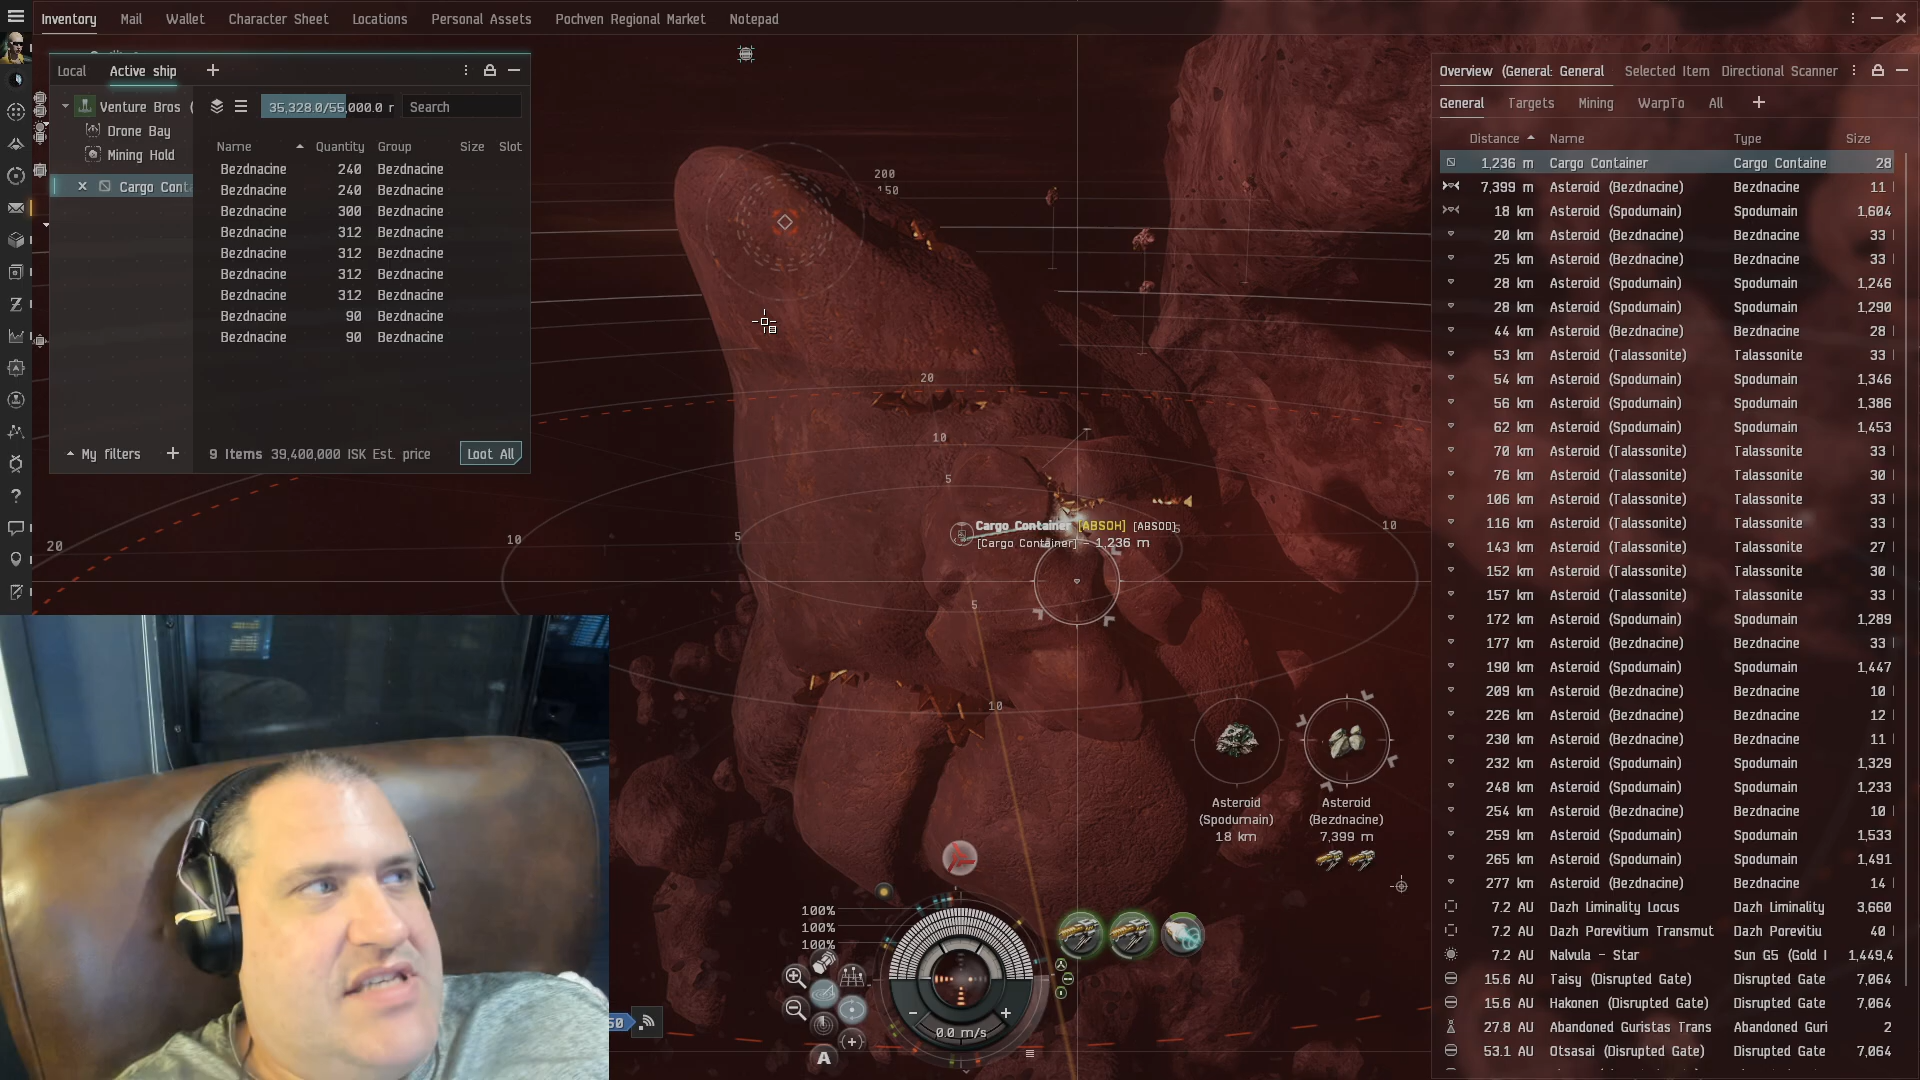 Inventory Mail Wallet Character Sheet Locations Personal Assets Pochven Regional Market Notepad
Local Active ship
Venture Bros (
Drone Bay
Mining Hold
Cargo Cont
35,328.0/55,000.0 Search
Name Quantity Group Size Slot
Bezdnacine 240 Bezdnacine
Bezdnacine 240 Bezdnacine
Bezdnacine 300 Bezdnacine
Bezdnacine 312 Bezdnacine
Bezdnacine 312 Bezdnacine
Bezdnacine 312 Bezdnacine
Bezdnacine 312 Bezdnacine
Bezdnacine 90 Bezdnacine
Bezdnacine 90 Bezdnacine
My filters
9 Items 39,400,000 ISK Est. price Loot All
200
150
20
10
5
Cargo Container [ABSOH]
[Cargo Container] - 1,236 m
20
10
5
5
10
5
10
Asteroid
(Spodumain)
18 km
Asteroid
(Bezdnacine)
7,399 m
100%
100%
100%
0.0 m/s
A
Overview (General: General Selected Item Directional Scanner
General Targets Mining WarpTo All
Distance Name Type Size
1,236 m Cargo Container Cargo Containe 28
7,399 m Asteroid (Bezdnacine) Bezdnacine 11
18 km Asteroid (Spodumain) Spodumain 1,604
20 km Asteroid (Bezdnacine) Bezdnacine 33
25 km Asteroid (Bezdnacine) Bezdnacine 33
28 km Asteroid (Spodumain) Spodumain 1,246
28 km Asteroid (Spodumain) Spodumain 1,290
44 km Asteroid (Bezdnacine) Bezdnacine 28
53 km Asteroid (Talassonite) Talassonite 33
54 km Asteroid (Spodumain) Spodumain 1,346
56 km Asteroid (Spodumain) Spodumain 1,386
62 km Asteroid (Spodumain) Spodumain 1,453
70 km Asteroid (Talassonite) Talassonite 33
76 km Asteroid (Talassonite) Talassonite 30
106 km Asteroid (Talassonite) Talassonite 33
116 km Asteroid (Talassonite) Talassonite 33
143 km Asteroid (Talassonite) Talassonite 27
152 km Asteroid (Talassonite) Talassonite 30
157 km Asteroid (Talassonite) Talassonite 33
172 km Asteroid (Spodumain) Spodumain 1,289
177 km Asteroid (Bezdnacine) Bezdnacine 33
190 km Asteroid (Spodumain) Spodumain 1,447
209 km Asteroid (Bezdnacine) Bezdnacine 10
226 km Asteroid (Bezdnacine) Bezdnacine 12
230 km Asteroid (Bezdnacine) Bezdnacine 11
232 km Asteroid (Spodumain) Spodumain 1,329
248 km Asteroid (Spodumain) Spodumain 1,233
254 km Asteroid (Bezdnacine) Bezdnacine 10
259 km Asteroid (Spodumain) Spodumain 1,533
265 km Asteroid (Spodumain) Spodumain 1,491
277 km Asteroid (Bezdnacine) Bezdnacine 14
7.2 AU Dazh Liminality Locus Dazh Liminality 3,660
7.2 AU Dazh Porevitium Transmut Dazh Porevitiu 40
7.2 AU Nalvula - Star Sun G5 (Gold 1,449,4
15.6 AU Taisy (Disrupted Gate) Disrupted Gate 7,064
15.6 AU Hakonen (Disrupted Gate) Disrupted Gate 7,064
27.8 AU Abandoned Guristas Trans Abandoned Guri 2
53.1 AU Otsasai (Disrupted Gate) Disrupted Gate 7,064